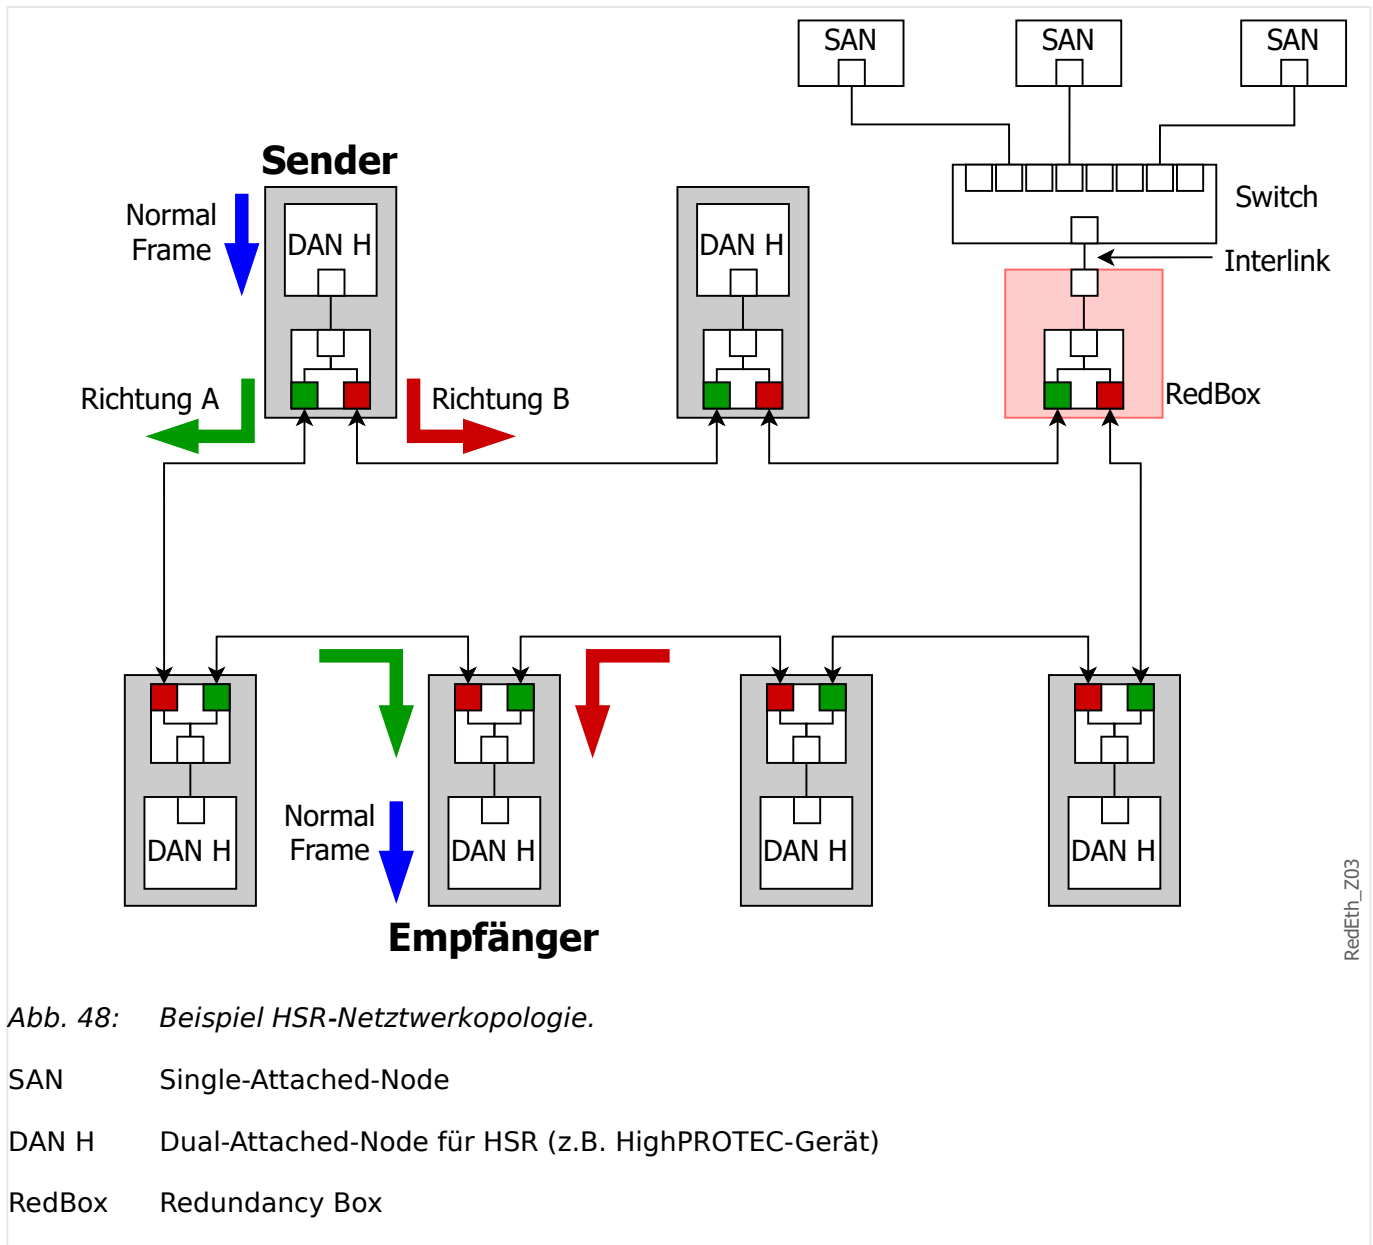 SAN SAN SAN
Sender
Normal
Frame
DAN H DAN H
Switch
Interlink
Richtung A Richtung B
RedBox
Normal
Frame
DAN H DAN H DAN H DAN H
Empfänger
RedEth_Z03
Abb. 48: Beispiel HSR-Netztwerkopologie.
SAN Single-Attached-Node
DAN H Dual-Attached-Node für HSR (z.B. HighPROTEC-Gerät)
RedBox Redundancy Box